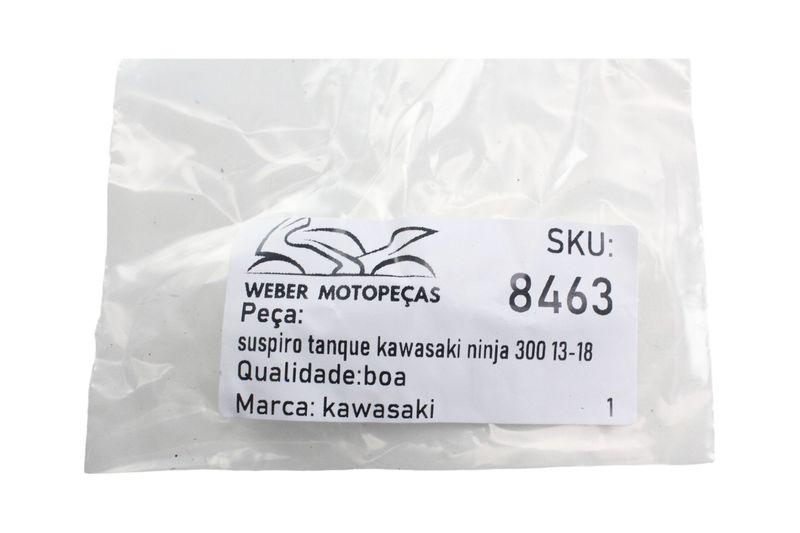 SKU:
8463
WEBER MOTOPEÇAS
Peça:
suspiro tanque kawasaki ninja 300 13-18
Qualidade:boa
Marca: kawasaki 1